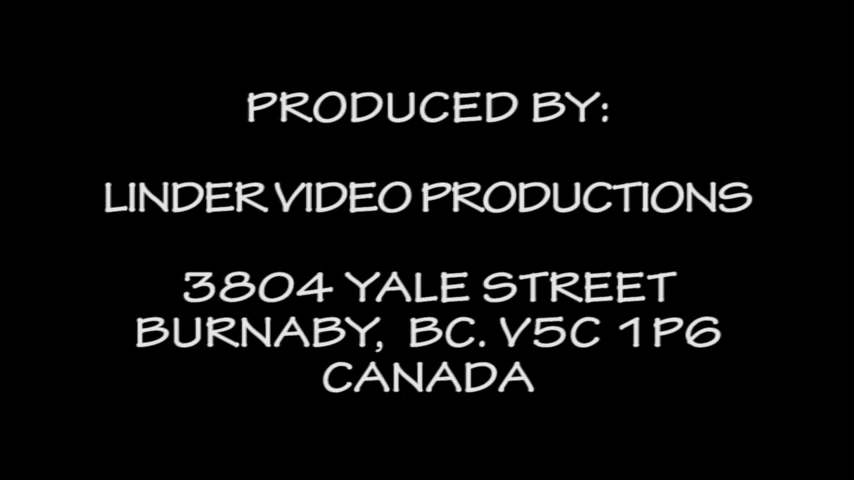 PRODUCED BY:
LINDER VIDEO PRODUCTIONS
3804 YALE STREET
BURNABY, BC. V5C 1P6
CANADA